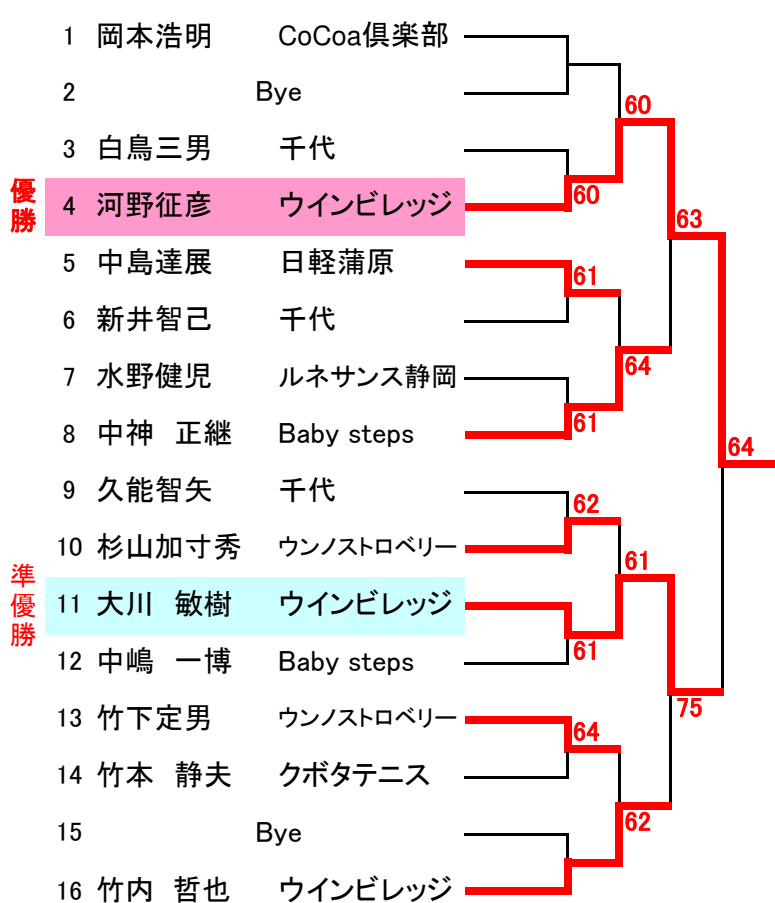 1 岡本浩明 CoCoa倶楽部
2 Bye
60
3 白鳥三男 千代
優勝 4 河野征彦 ウインビレッジ
60
63
5 中島達展 日軽蒲原
61
6 新井智己 千代
64
7 水野健児 ルネサンス静岡
61
8 中神 正継 Baby steps
64
9 久能智矢 千代
62
10 杉山加寸秀 ウンノストロベリー
61
準優勝 11 大川 敏樹 ウインビレッジ
61
12 中嶋 一博 Baby steps
75
13 竹下定男 ウンノストロベリー
64
14 竹本 静夫 クボタテニス
62
15 Bye
16 竹内 哲也 ウインビレッジ